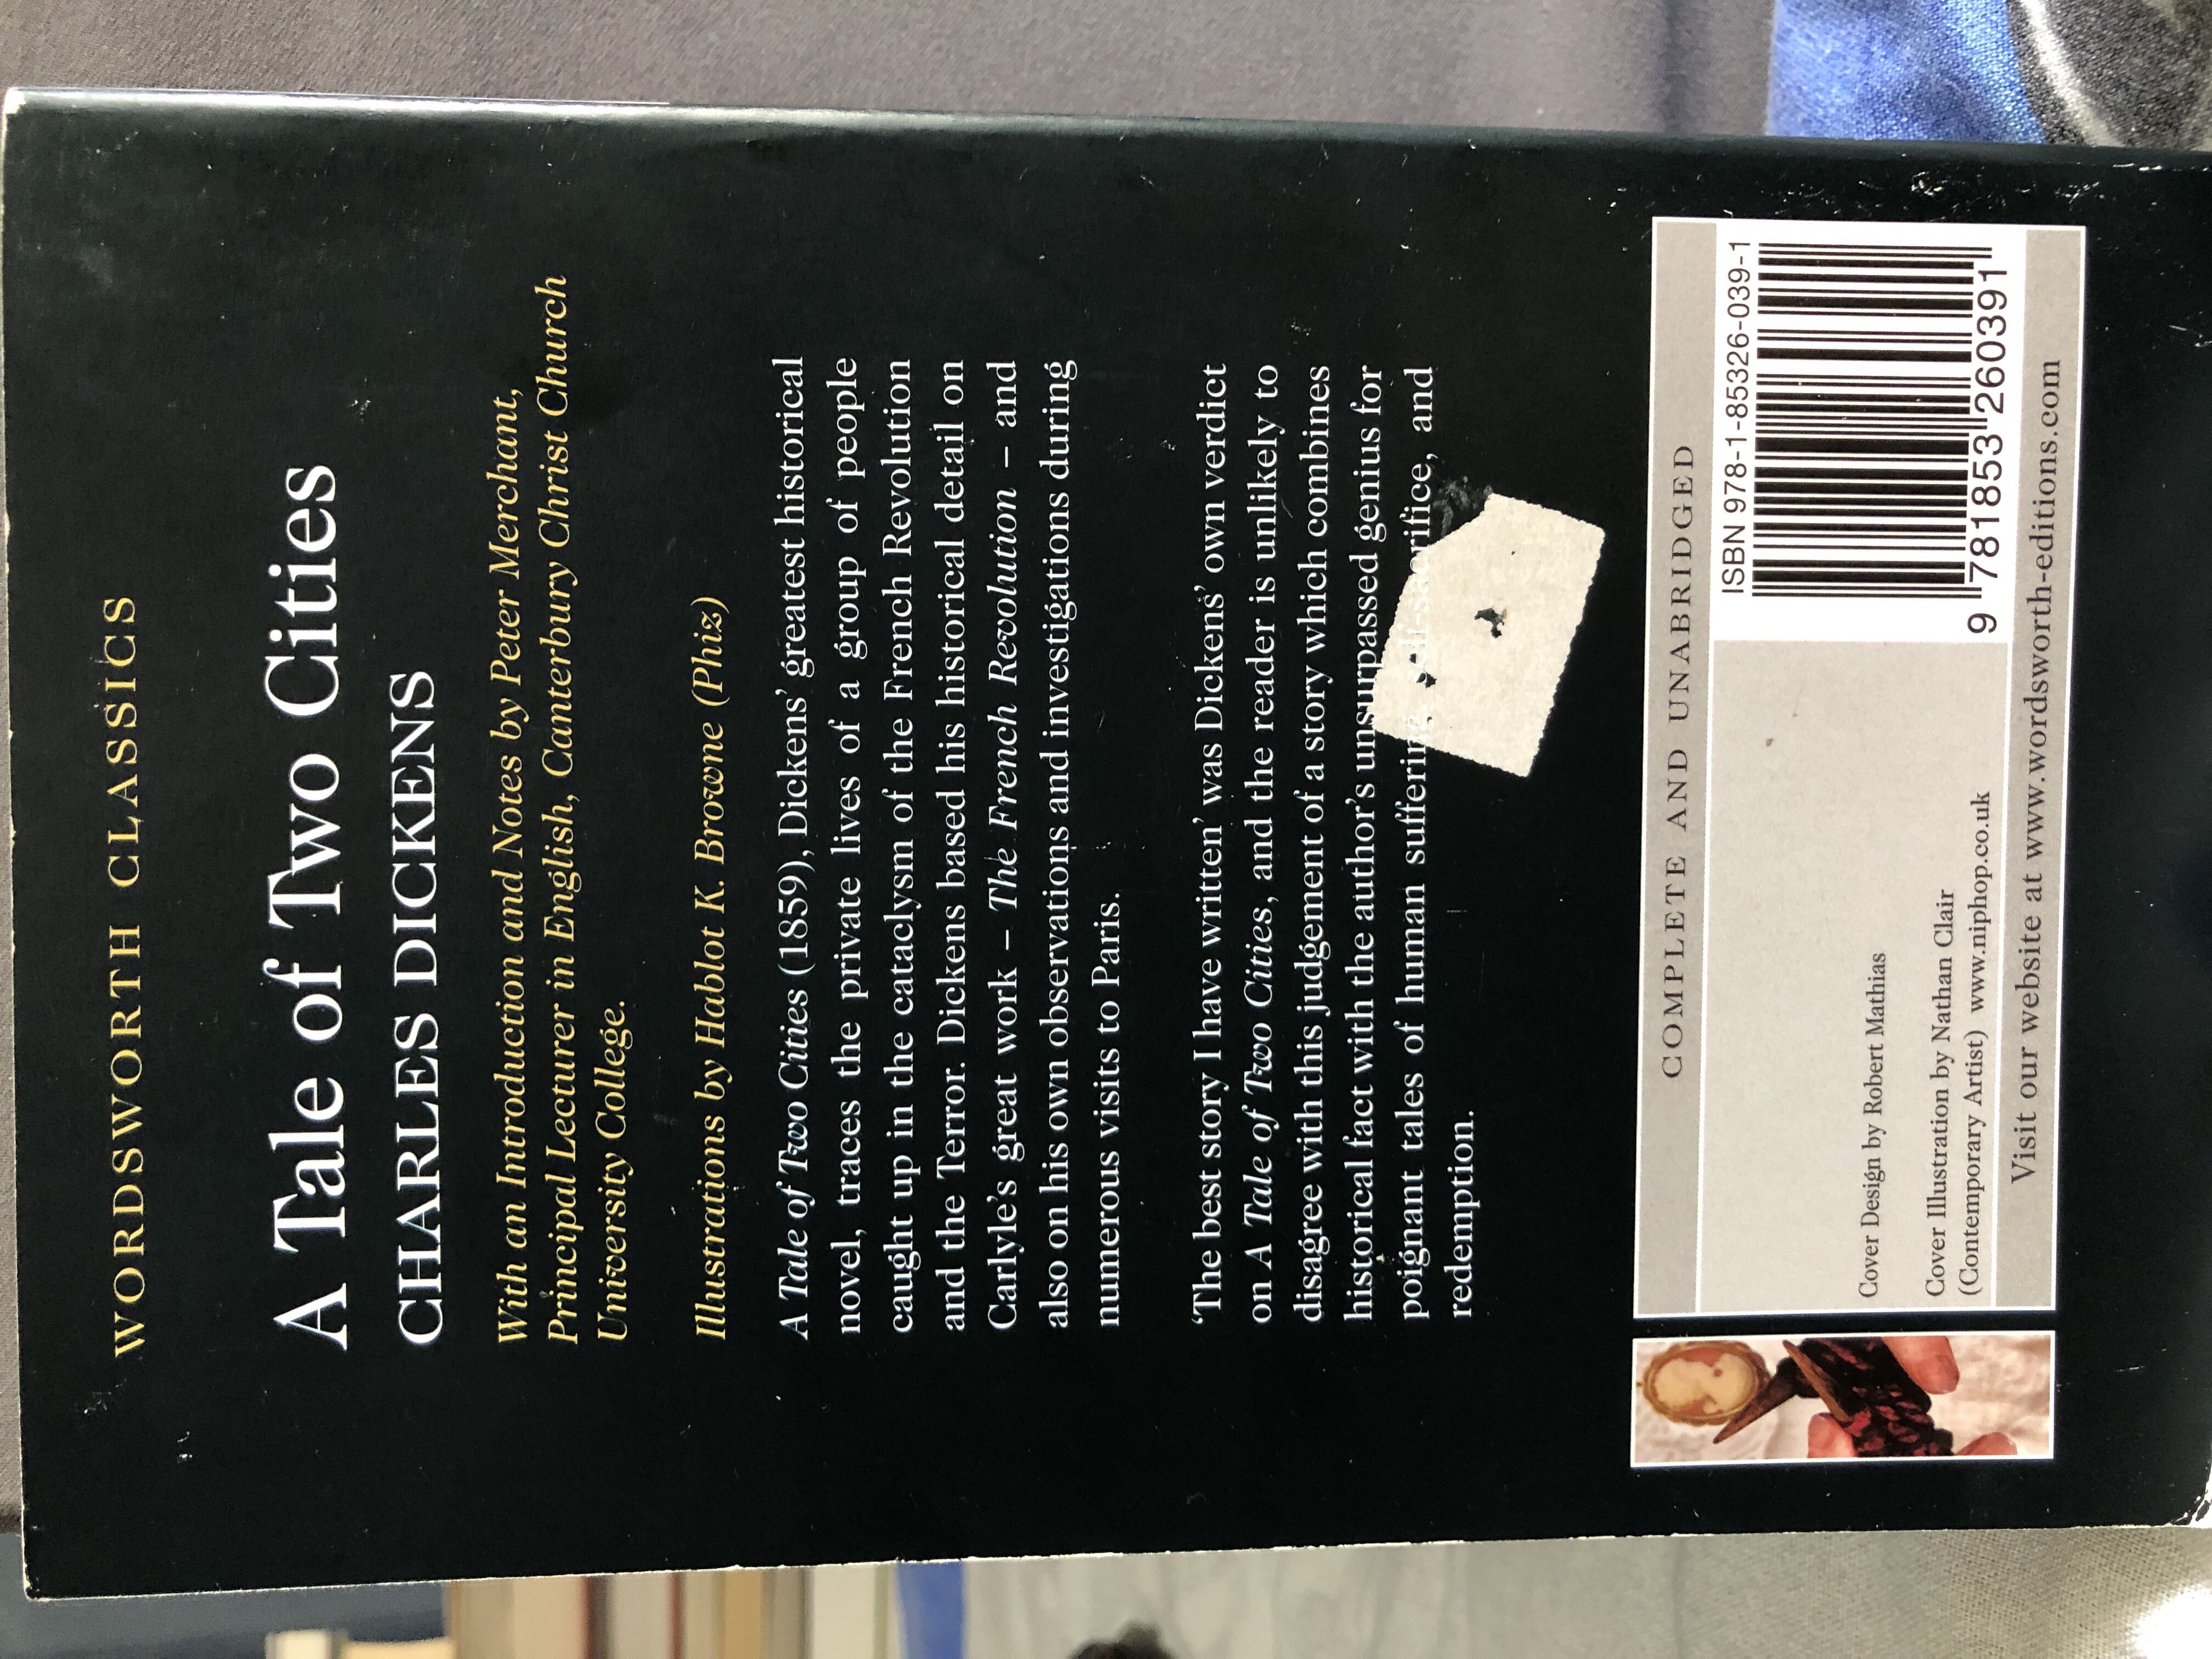 WORDSWORTH CLASSICS
A Tale of Two Cities
CHARLES DICKENS
With an Introduction and Notes by Peter Merchant,
Principal Lecturer in English, Canterbury Christ Church
University College.
Illustrations by Hablot K. Browne (Phiz)
A Tale of Two Cities (1859), Dickens' greatest historical
novel, traces the private lives of a group of people
caught up in the cataclysm of the French Revolution
and the Terror. Dickens based his historical detail on
Carlyle's great work – The French Revolution – and
also on his own observations and investigations during
numerous visits to Paris.
'The best story I have written' was Dickens' own verdict
on A Tale of Two Cities, and the reader is unlikely to
disagree with this judgement of a story which combines
historical fact with the author's unsurpassed genius for
poignant tales of human suffering, self-sacrifice, and
redemption.
COMPLETE AND UNABRIDGED
ISBN 978-1-85326-039-1
9 781853 260391
Cover Design by Robert Mathias
Cover Illustration by Nathan Clair
(Contemporary Artist) www.niphop.co.uk
Visit our website at www.wordsworth-editions.com